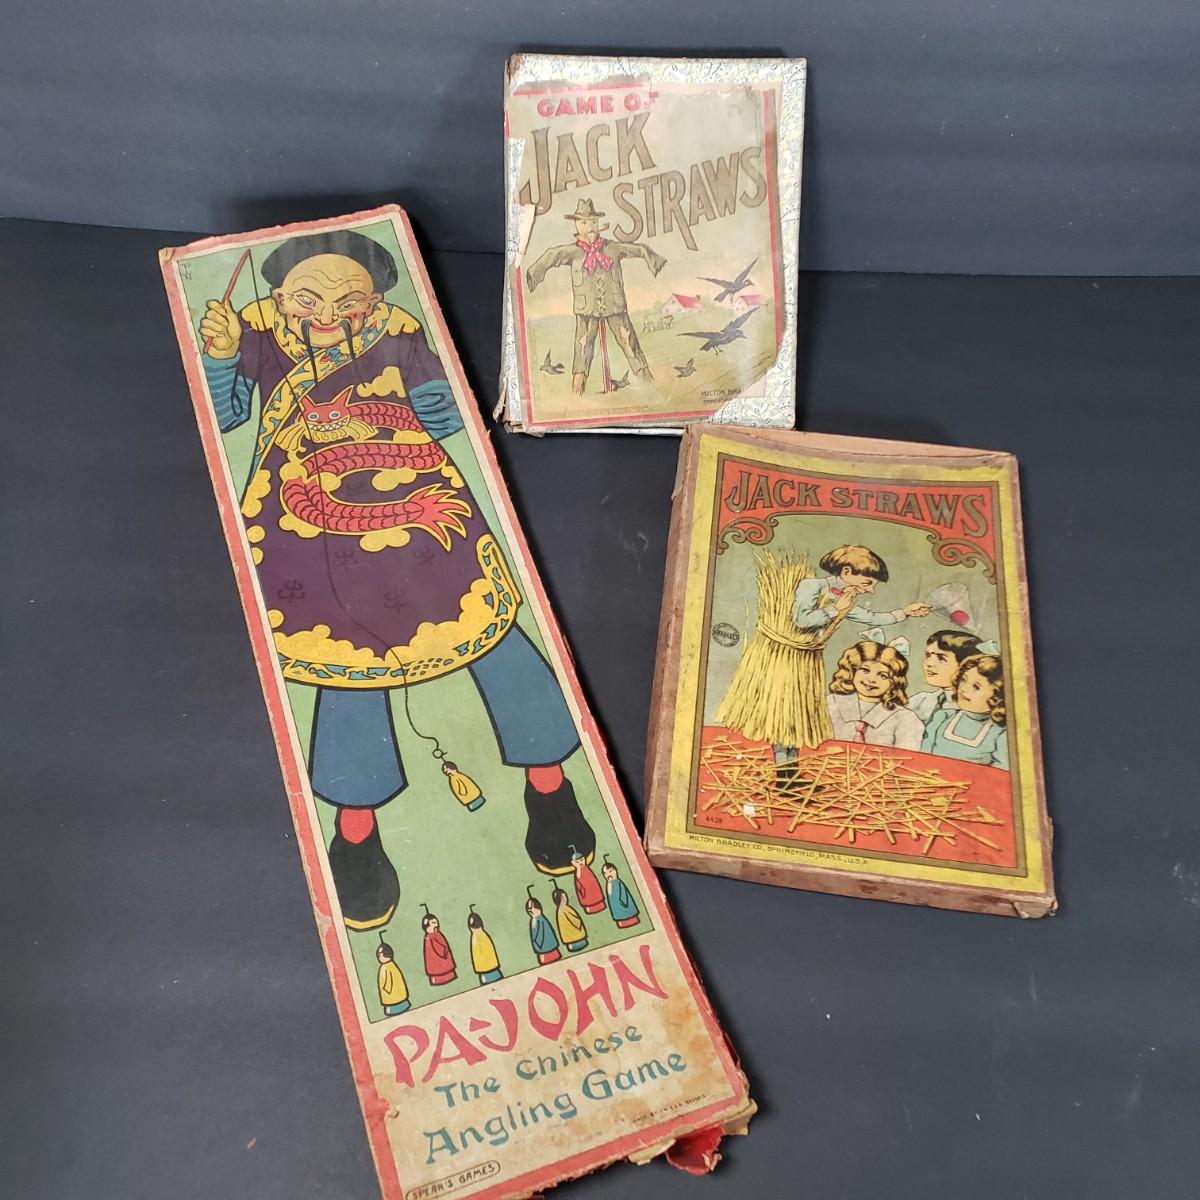 GAME OF
JACK
STRAWS
MILTON BRA
JACK STRAWS
4428
MILTON BRADLEY CO., SPRINGFIELD, MASS., U.S.A.
PA-JOHN
The Chinese
Angling Game
SPEAR'S GAMES